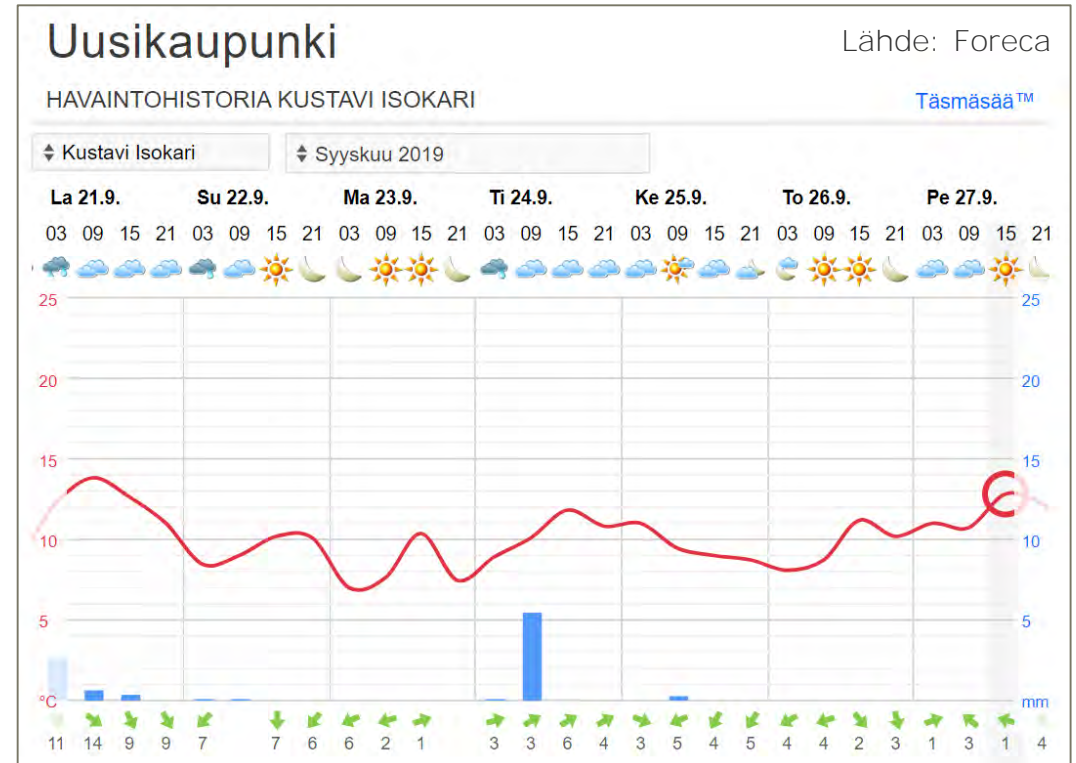 Uusikaupunki
Lähde: Foreca
HAVAINTOHISTORIA KUSTAVI ISOKARI
Täsmäsää™
Kustavi Isokari
Syyskuu 2019
La 21.9. Su 22.9. Ma 23.9. Ti 24.9. Ke 25.9. To 26.9. Pe 27.9.
03 09 15 21 03 09 15 21 03 09 15 21 03 09 15 21 03 09 15 21 03 09 15 21 03 09 15 21
25 25
20 20
15 15
10 10
5 5
°C mm
11 14 9 9 7 7 6 6 2 1 3 3 6 4 3 5 4 5 4 4 2 3 1 3 1 4